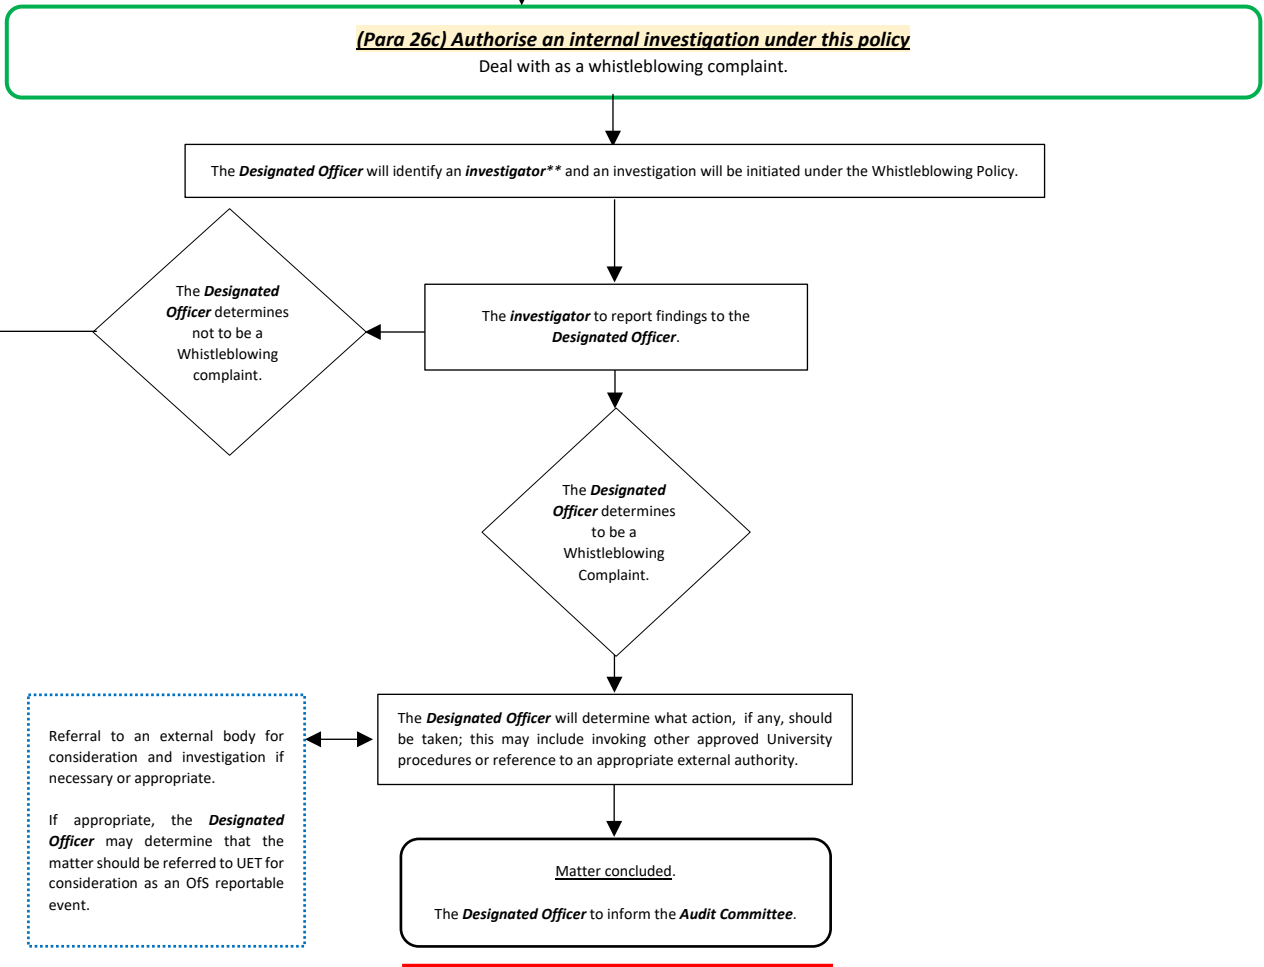 (Para 26c) Authorise an internal investigation under this policy
Deal with as a whistleblowing complaint.
The Designated Officer will identify an investigator** and an investigation will be initiated under the Whistleblowing Policy.
The Designated
Officer determines
not to be a
Whistleblowing
complaint.
The investigator to report findings to the
Designated Officer.
The Designated
Officer determines
to be a
Whistleblowing
Complaint.
The Designated Officer will determine what action, if any, should
be taken; this may include invoking other approved University
procedures or reference to an appropriate external authority.
Referral to an external body for
consideration and investigation if
necessary or appropriate.
If appropriate, the Designated
Officer may determine that the
matter should be referred to UET for
consideration as an OfS reportable
event.
Matter concluded.
The Designated Officer to inform the Audit Committee.